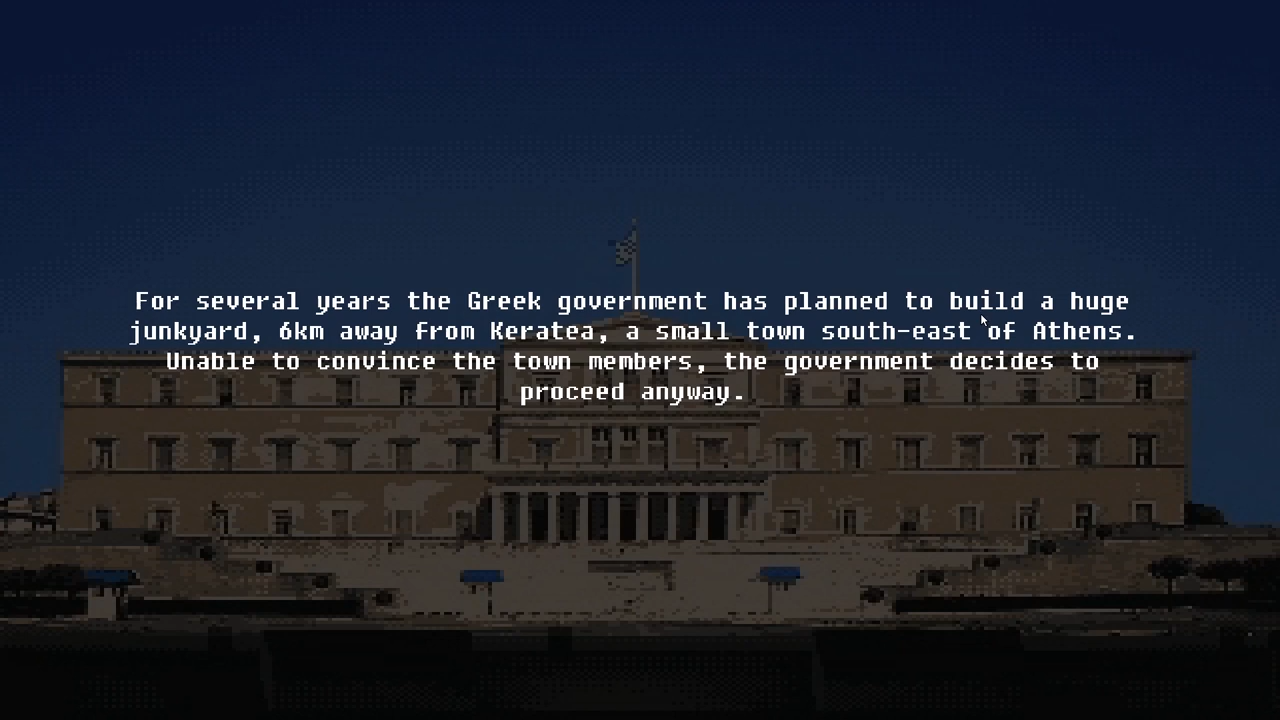 For several years the Greek government has planned to build a huge
junkyard, 6km away from Keratea, a small town south-east of Athens.
Unable to convince the town members, the government decides to
proceed anyway.